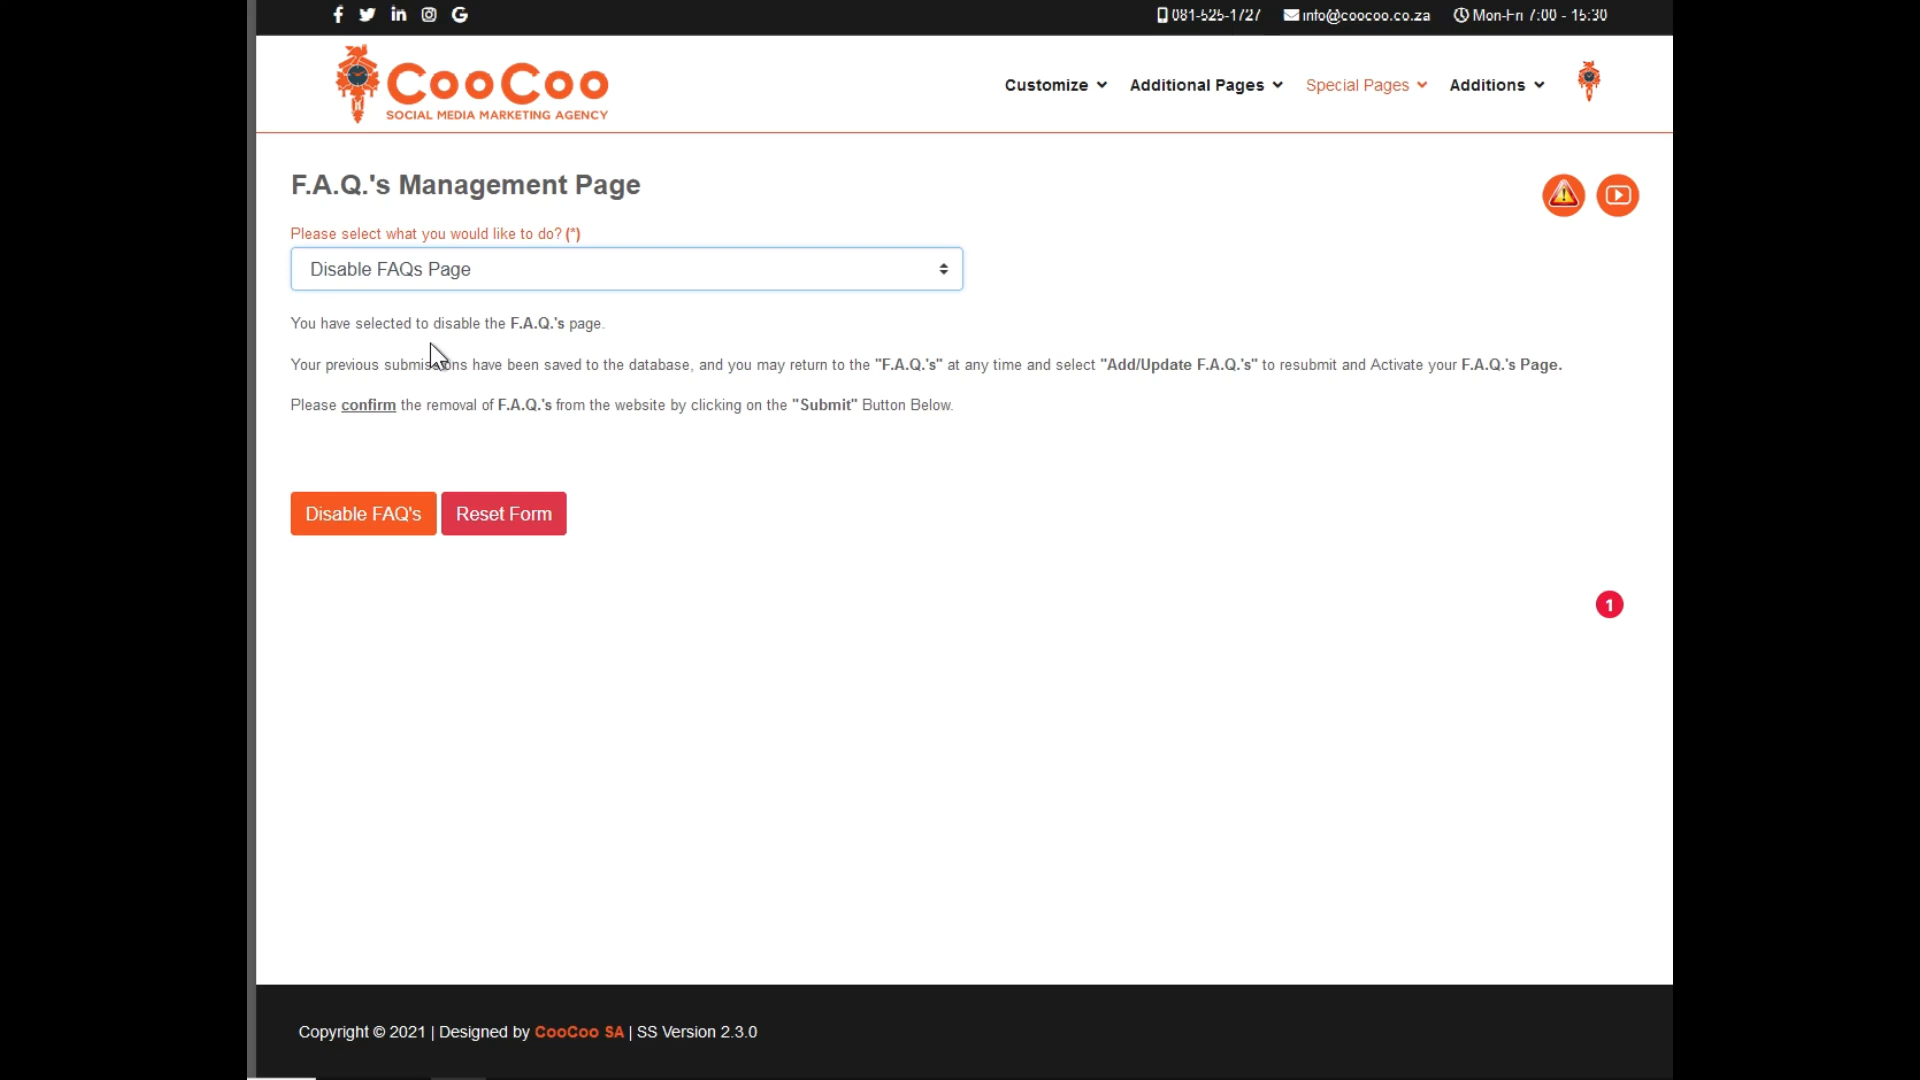 081-525-1727 info@coocoo.co.za Mon-Fri 7:00 - 15:30
CooCoo
SOCIAL MEDIA MARKETING AGENCY
Customize Additional Pages Special Pages Additions
F.A.Q.'s Management Page
Please select what you would like to do? (*)
Disable FAQs Page
You have selected to disable the F.A.Q.'s page.
Your previous submissions have been saved to the database, and you may return to the "F.A.Q.'s" at any time and select "Add/Update F.A.Q.'s" to resubmit and Activate your F.A.Q.'s Page.
Please confirm the removal of F.A.Q.'s from the website by clicking on the "Submit" Button Below.
Disable FAQ's Reset Form
1
Copyright © 2021 | Designed by CooCoo SA | SS Version 2.3.0